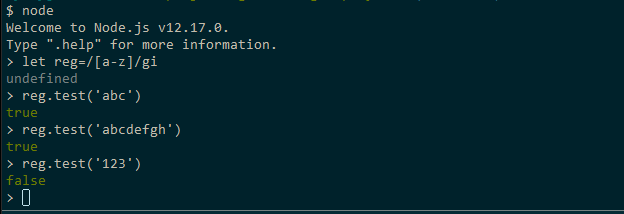 $ node
Welcome to Node.js v12.17.0.
Type ".help" for more information.
> let reg=/[a-z]/gi
undefined
> reg.test('abc')
true
> reg.test('abcdefgh')
true
> reg.test('123')
false
>